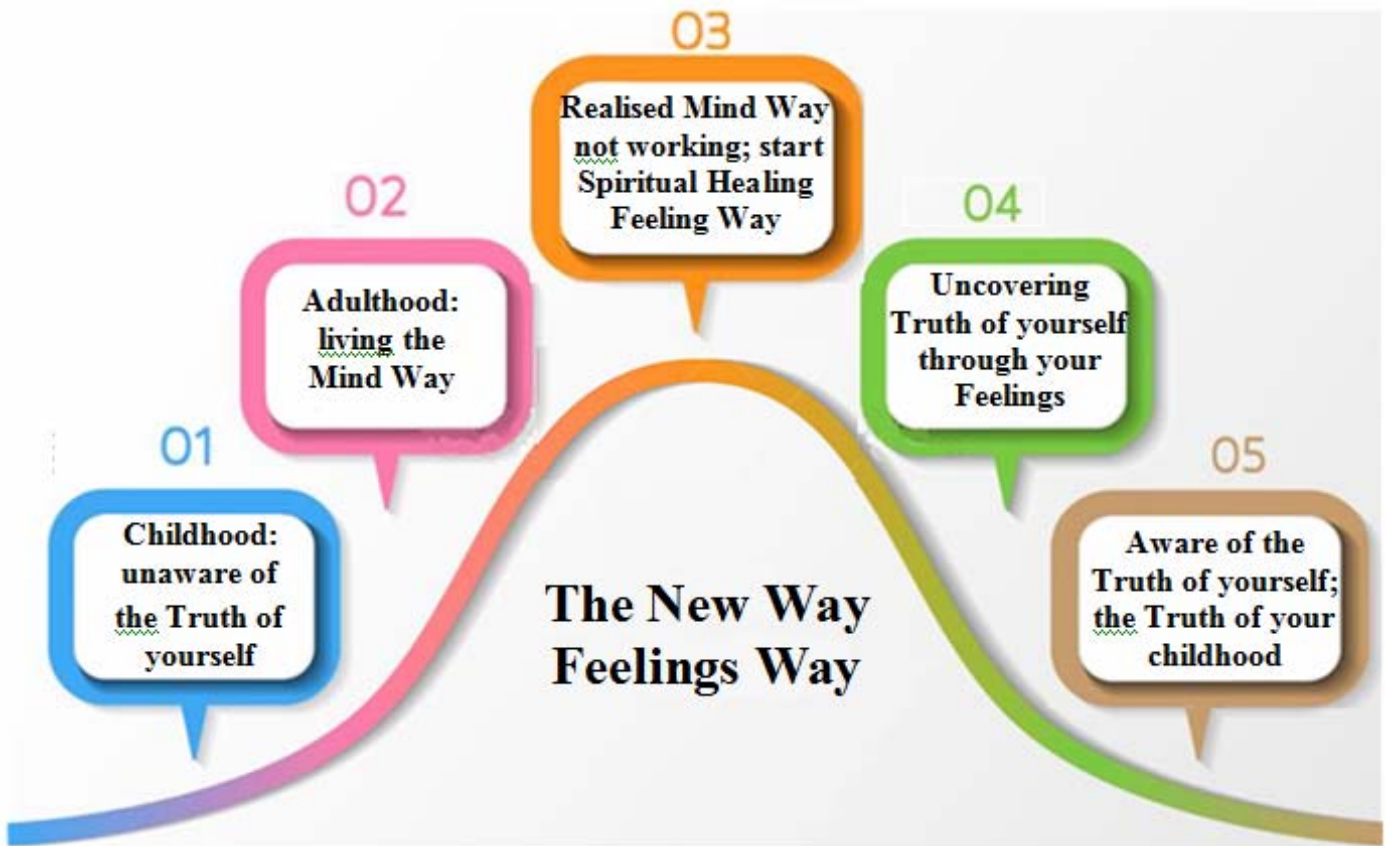 01
Childhood:
unaware of
the Truth of
yourself
02
Adulthood:
living the
Mind Way
03
Realised Mind Way
not working; start
Spiritual Healing
Feeling Way
04
Uncovering
Truth of yourself
through your
Feelings
05
Aware of the
Truth of yourself;
the Truth of your
childhood
The New Way
Feelings Way